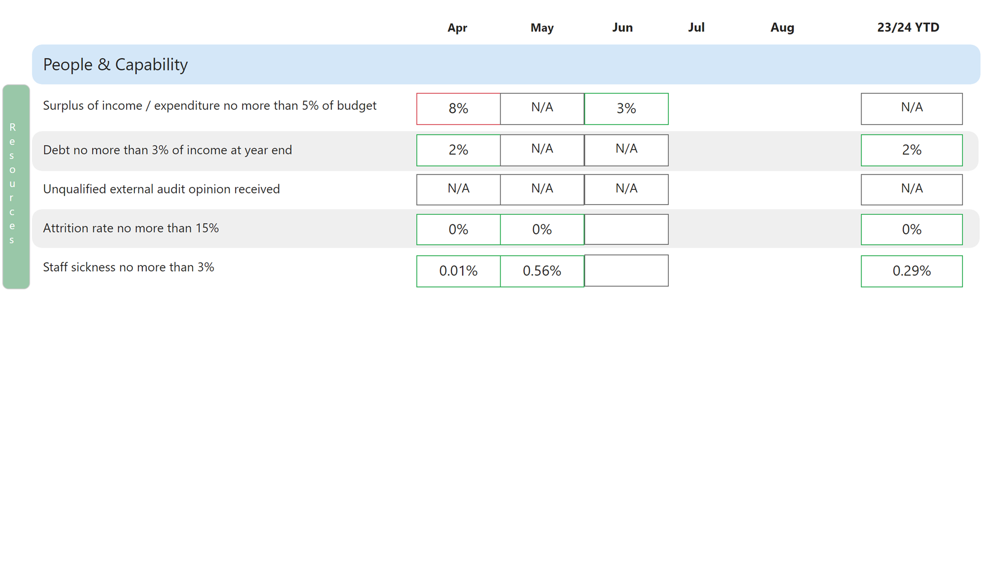 Apr May Jun Jul Aug 23/24 YTD
People & Capability
Resources
Surplus of income / expenditure no more than 5% of budget 8% N/A 3% N/A
Debt no more than 3% of income at year end 2% N/A N/A 2%
Unqualified external audit opinion received N/A N/A N/A N/A
Attrition rate no more than 15% 0% 0% 0%
Staff sickness no more than 3% 0.01% 0.56% 0.29%